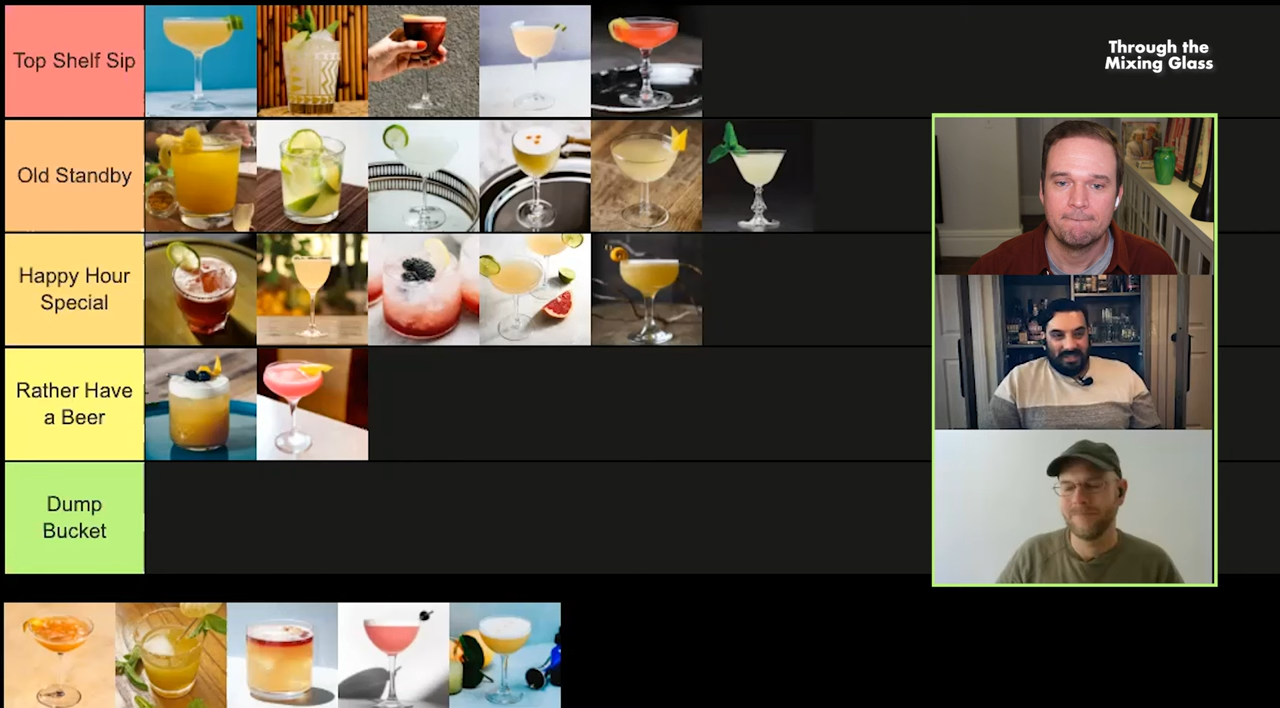 Top Shelf Sip
Through the
Mixing Glass
Old Standby
Happy Hour
Special
Rather Have
a Beer
Dump
Bucket